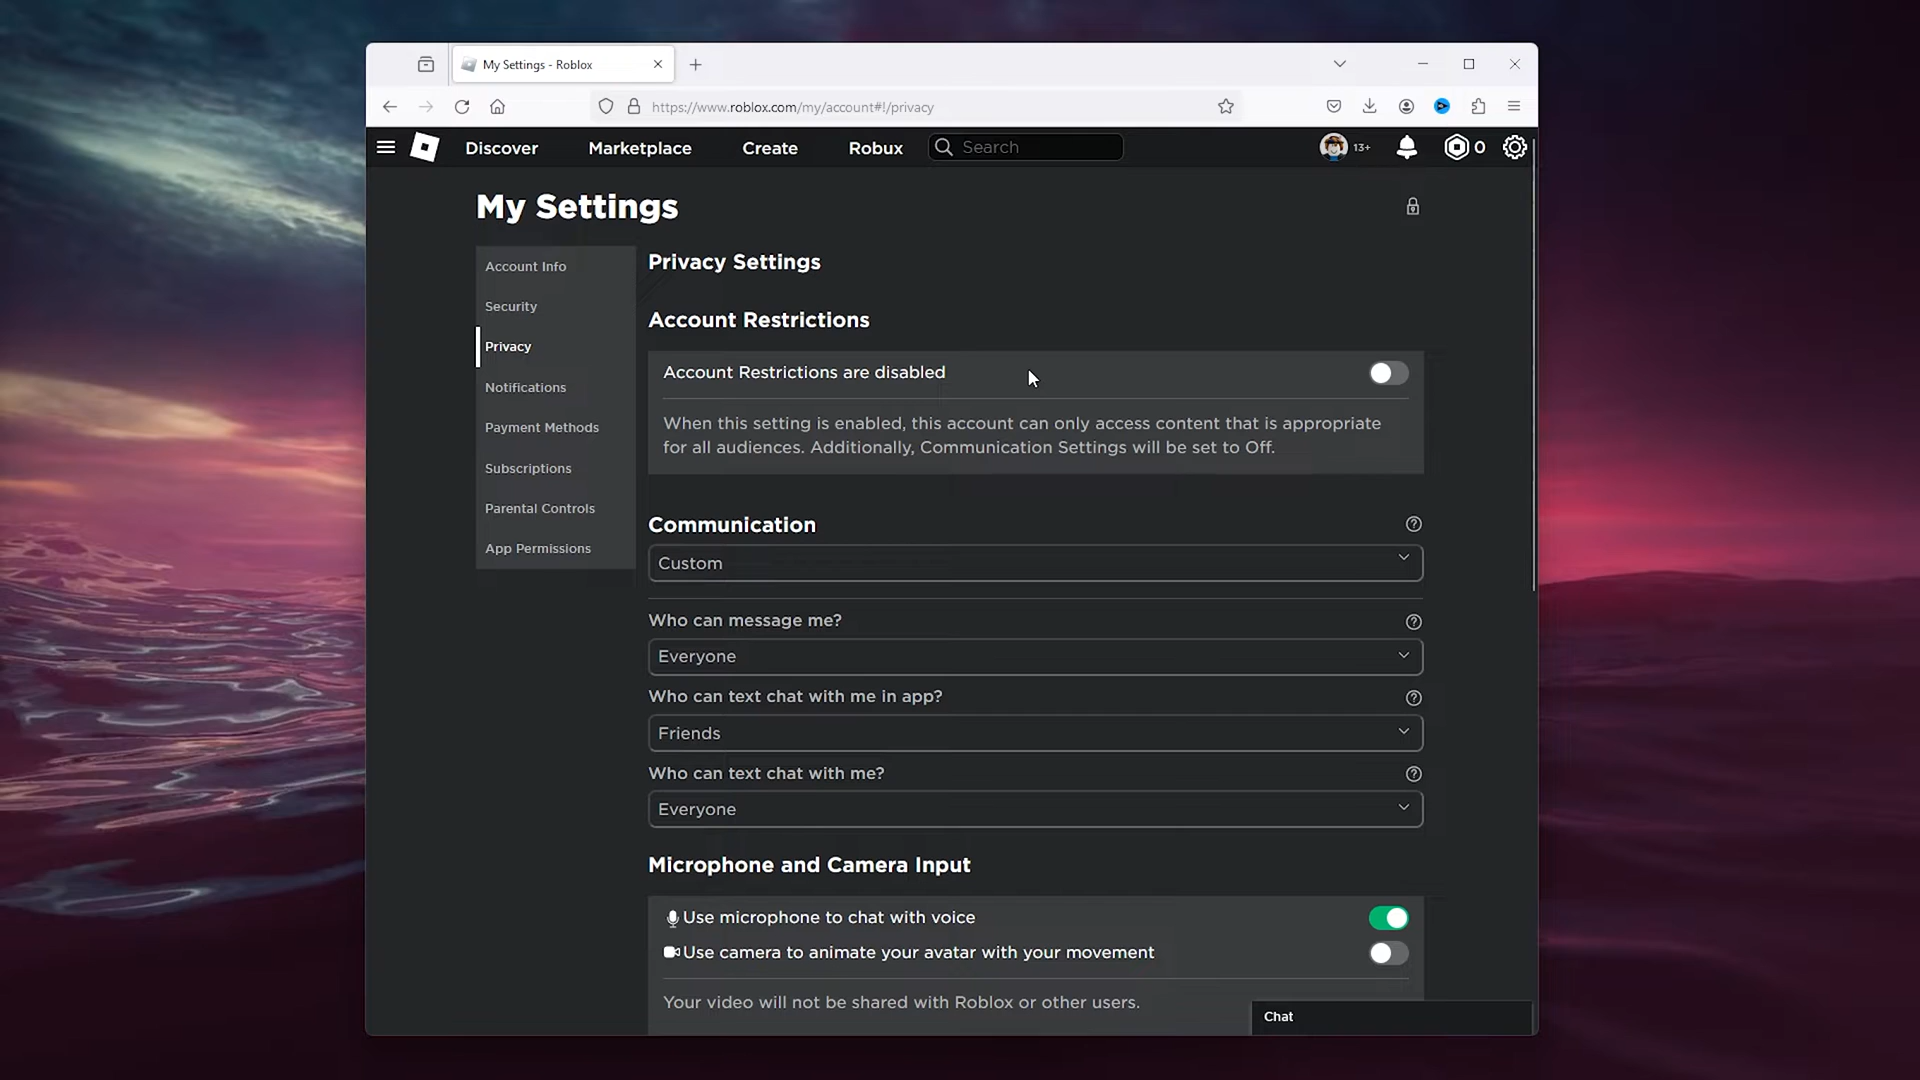 My Settings - Roblox
https://www.roblox.com/my/account#!/privacy
Discover
Marketplace
Create
Robux
Search
13+
0
My Settings
Account Info
Security
Privacy
Notifications
Payment Methods
Subscriptions
Parental Controls
App Permissions
Privacy Settings
Account Restrictions
Account Restrictions are disabled
When this setting is enabled, this account can only access content that is appropriate
for all audiences. Additionally, Communication Settings will be set to Off.
Communication
Custom
Who can message me?
Everyone
Who can text chat with me in app?
Friends
Who can text chat with me?
Everyone
Microphone and Camera Input
Use microphone to chat with voice
Use camera to animate your avatar with your movement
Your video will not be shared with Roblox or other users.
Chat